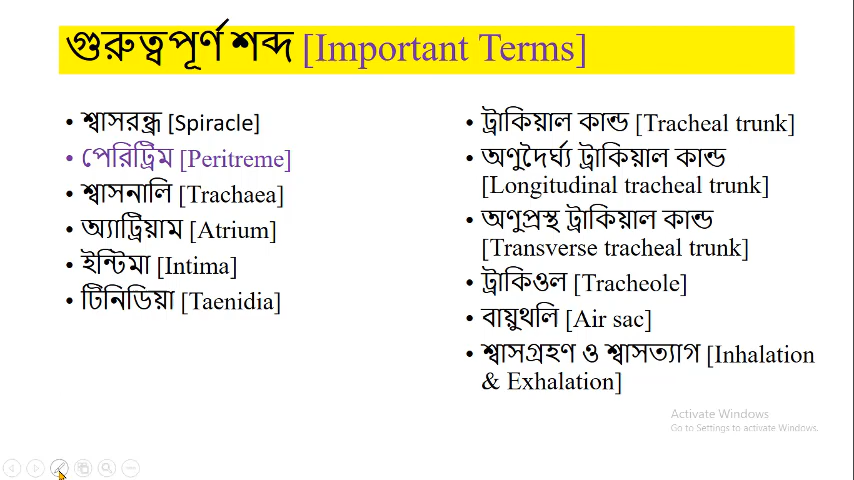 গুরুত্বপূর্ণ শব্দ [Important Terms]
• শ্বাসরন্ধ্র [Spiracle]
• পেরিট্রিম [Peritreme]
• শ্বাসনালি [Trachaea]
• অ্যাট্রিয়াম [Atrium]
• ইন্টিমা [Intima]
• টিনিডিয়া [Taenidia]
• ট্রাকিয়াল কান্ড [Tracheal trunk]
• অণুদৈর্ঘ্য ট্রাকিয়াল কান্ড
[Longitudinal tracheal trunk]
• অণুপ্রস্থ ট্রাকিয়াল কান্ড
[Transverse tracheal trunk]
• ট্রাকিওল [Tracheole]
• বায়ুথলি [Air sac]
• শ্বাসগ্রহণ ও শ্বাসত্যাগ [Inhalation
& Exhalation]
Activate Windows
Go to Settings to activate Windows.